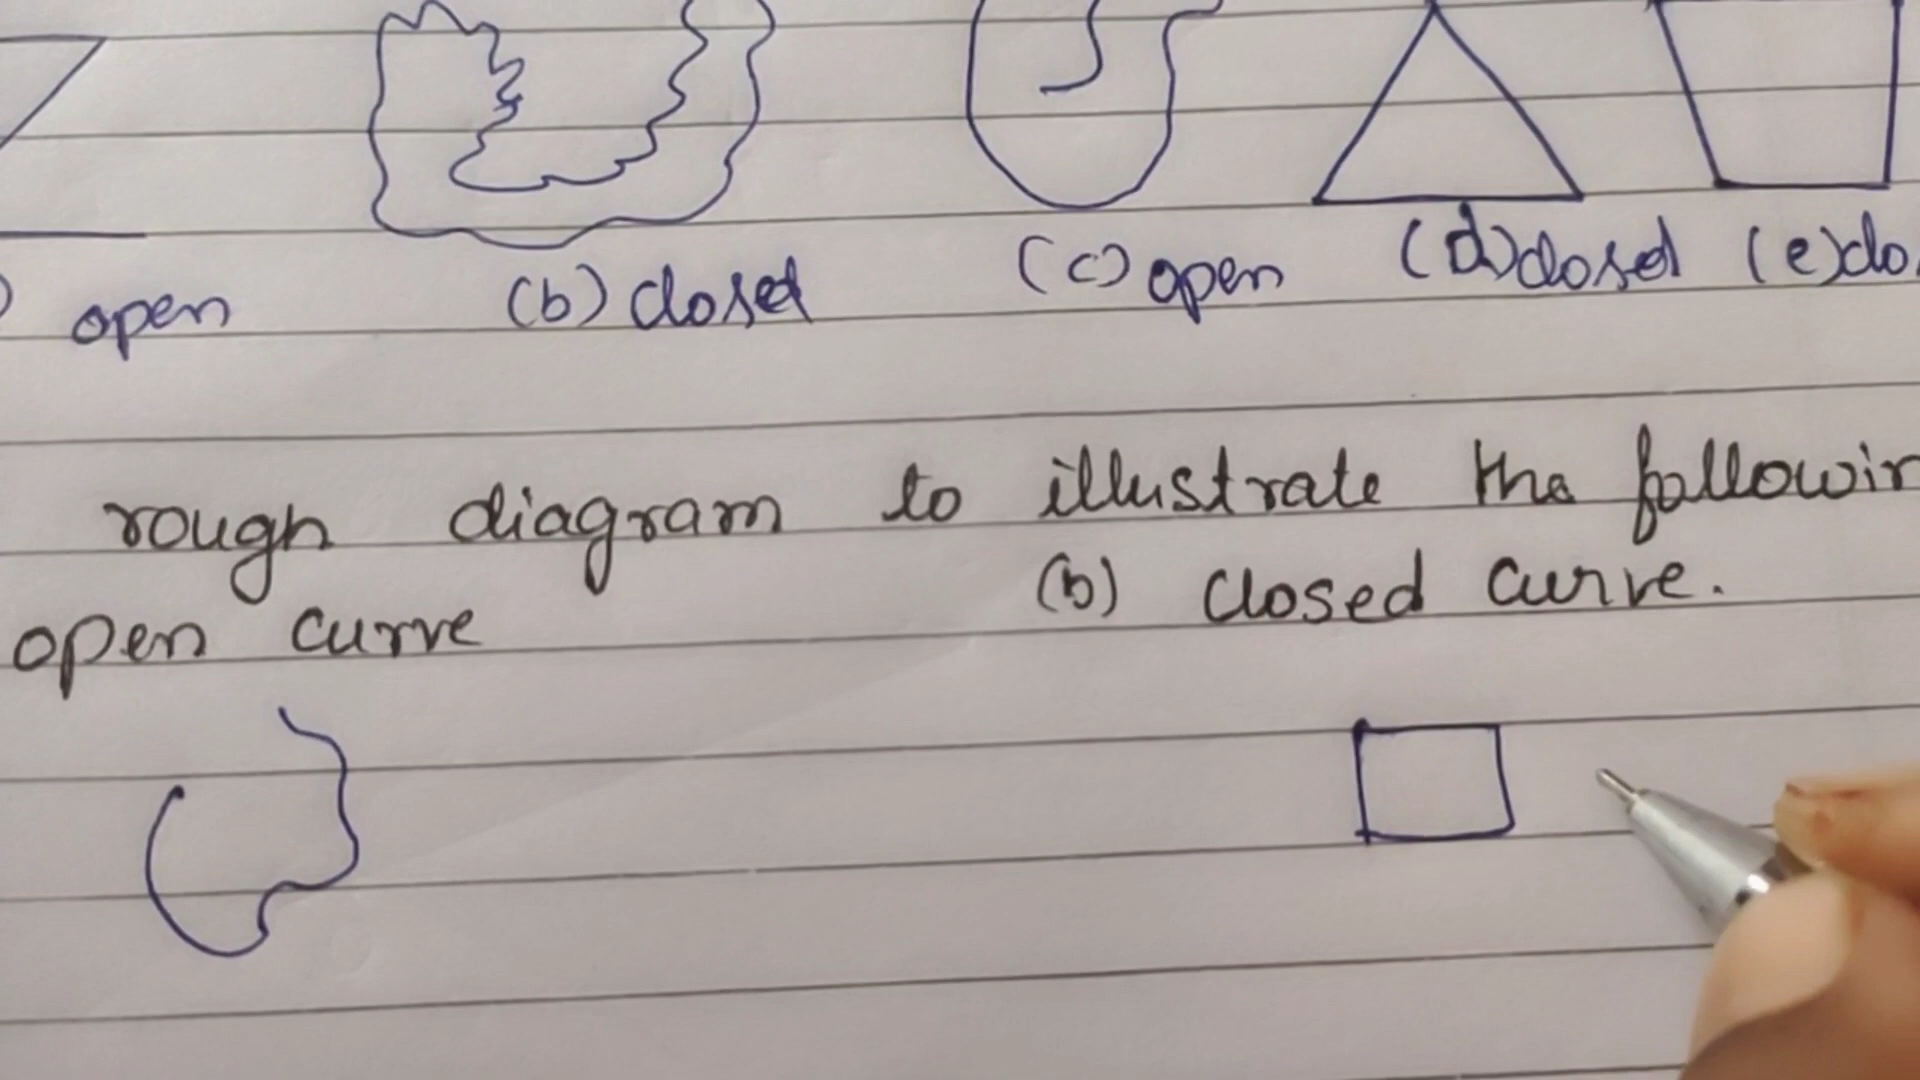 ) open (b) closed (c) open (d) closed (e) clo
rough diagram to illustrate the followin
open curve (b) closed curve.